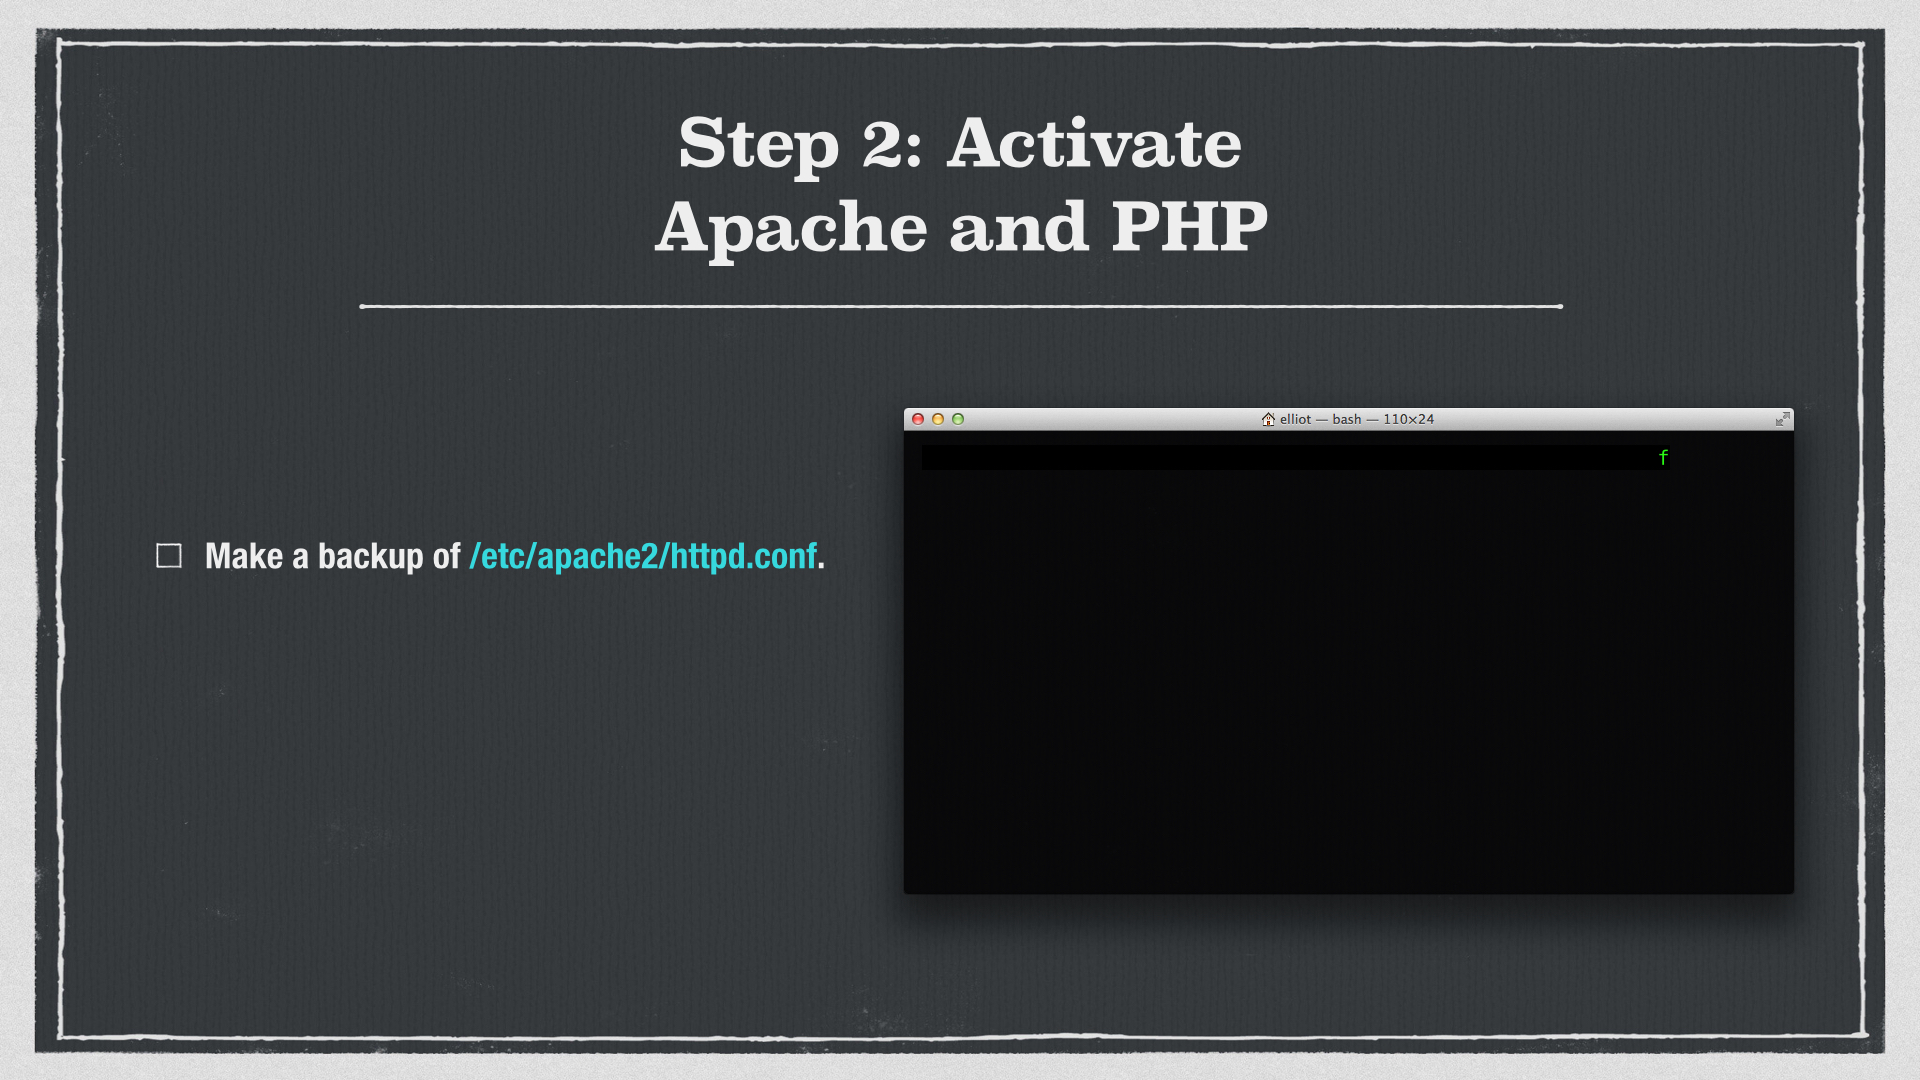 Step 2: Activate
Apache and PHP
Make a backup of /etc/apache2/httpd.conf.
elliot — bash — 110×24
f